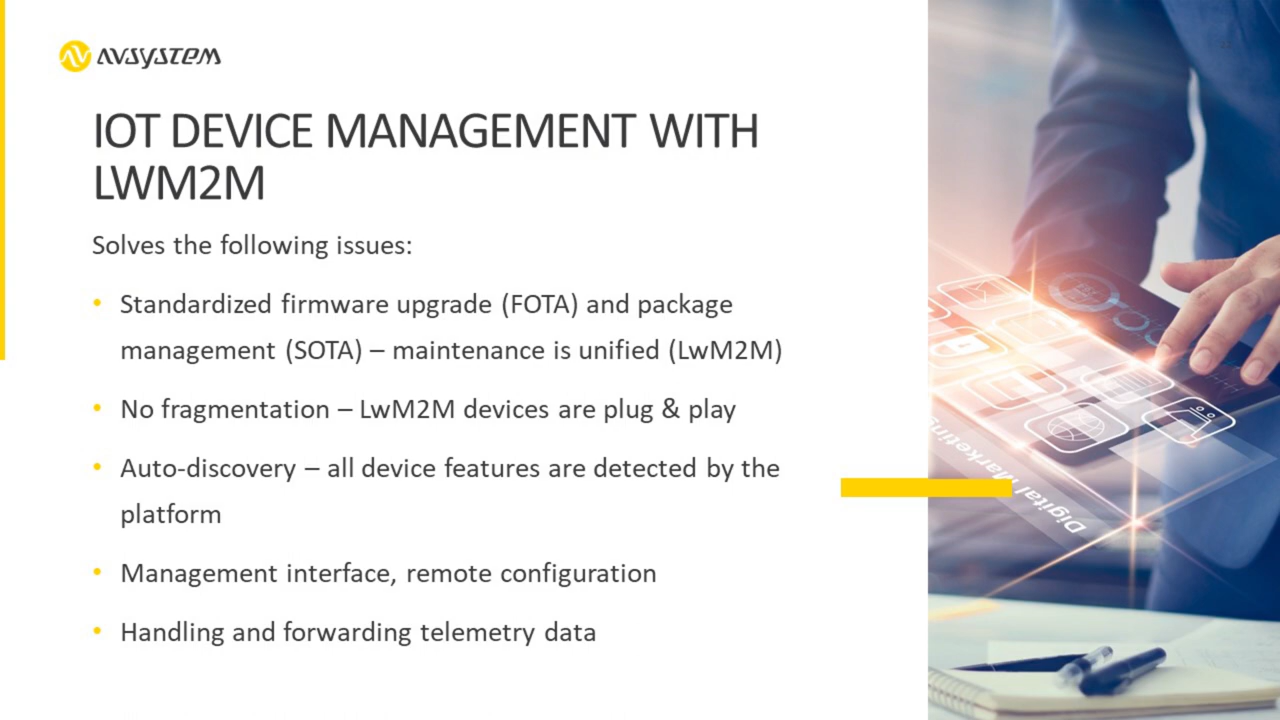 AVSYSTEM
IOT DEVICE MANAGEMENT WITH
LWM2M
Solves the following issues:
• Standardized firmware upgrade (FOTA) and package
management (SOTA) – maintenance is unified (LwM2M)
• No fragmentation – LwM2M devices are plug & play
• Auto-discovery – all device features are detected by the
platform
• Management interface, remote configuration
• Handling and forwarding telemetry data
Digital Marketing